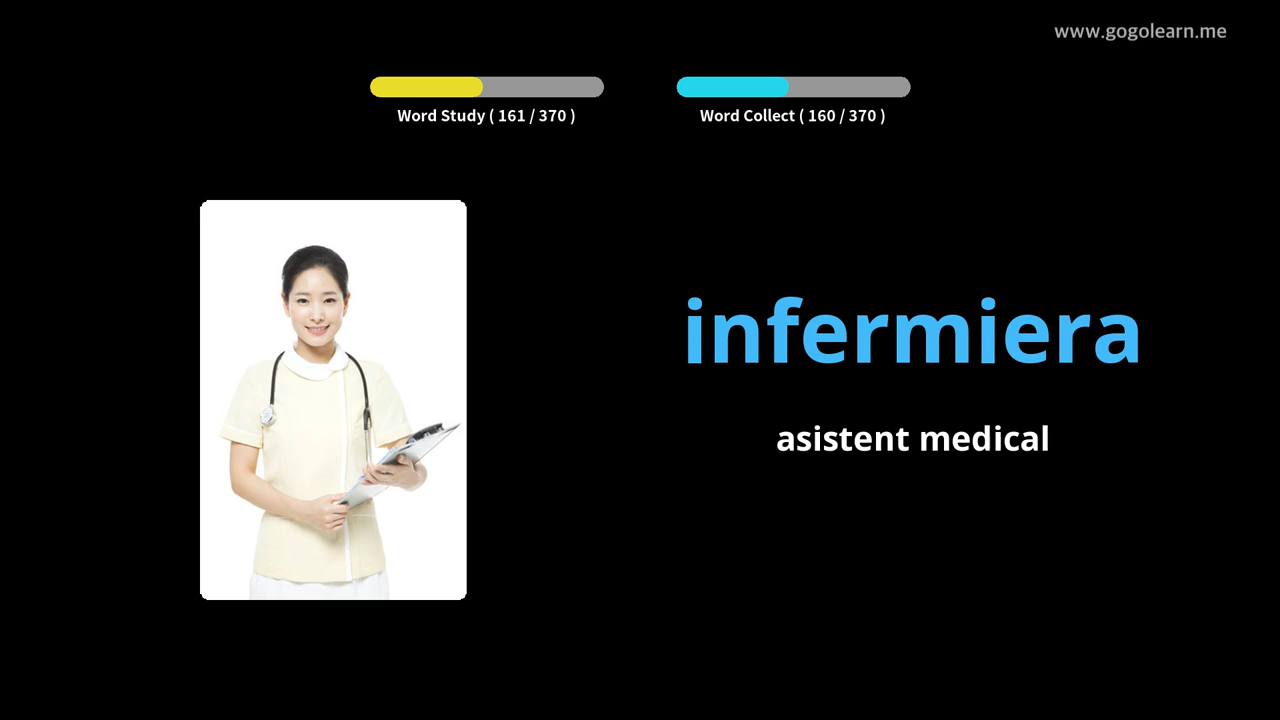 www.gogolearn.me
Word Study ( 161 / 370 )
Word Collect ( 160 / 370 )
infermiera
asistent medical